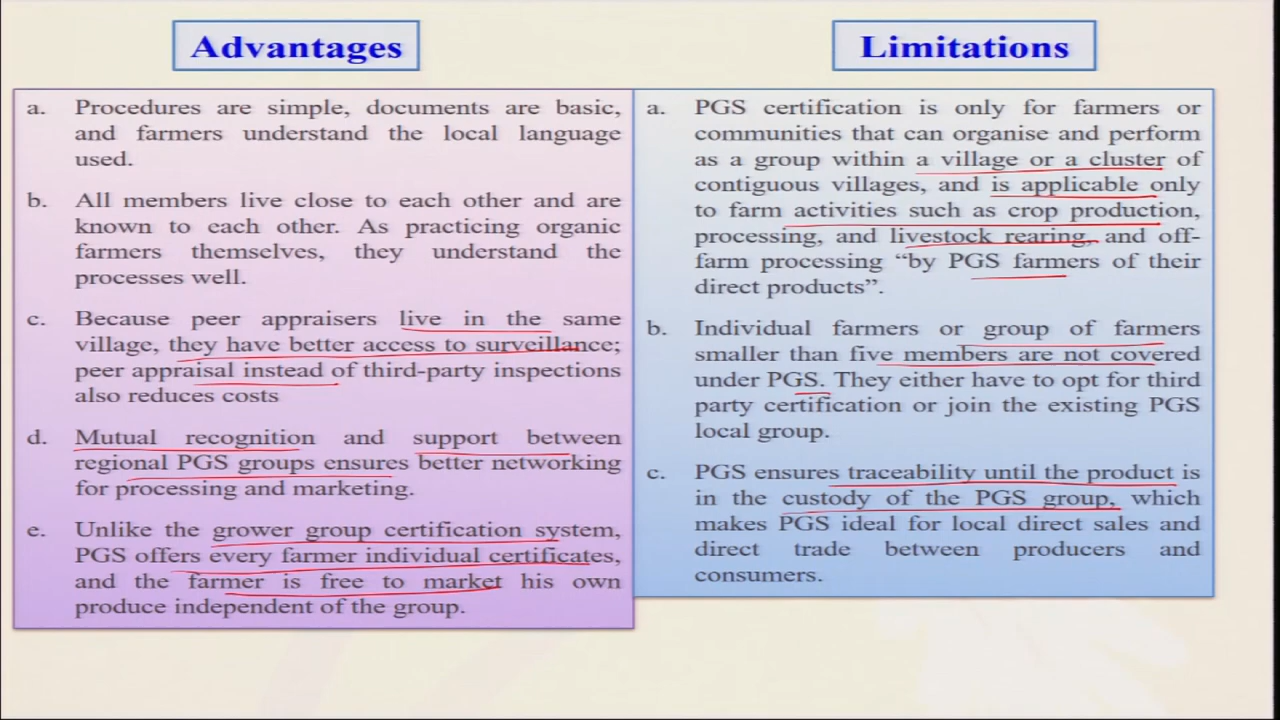 Advantages
a. Procedures are simple, documents are basic,
and farmers understand the local language
used.
b. All members live close to each other and are
known to each other. As practicing organic
farmers themselves, they understand the
processes well.
c. Because peer appraisers live in the same
village, they have better access to surveillance;
peer appraisal instead of third-party inspections
also reduces costs
d. Mutual recognition and support between
regional PGS groups ensures better networking
for processing and marketing.
e. Unlike the grower group certification system,
PGS offers every farmer individual certificates,
and the farmer is free to market his own
produce independent of the group.
Limitations
a. PGS certification is only for farmers or
communities that can organise and perform
as a group within a village or a cluster of
contiguous villages, and is applicable only
to farm activities such as crop production,
processing, and livestock rearing, and off-
farm processing “by PGS farmers of their
direct products”.
b. Individual farmers or group of farmers
smaller than five members are not covered
under PGS. They either have to opt for third
party certification or join the existing PGS
local group.
c. PGS ensures traceability until the product is
in the custody of the PGS group, which
makes PGS ideal for local direct sales and
direct trade between producers and
consumers.